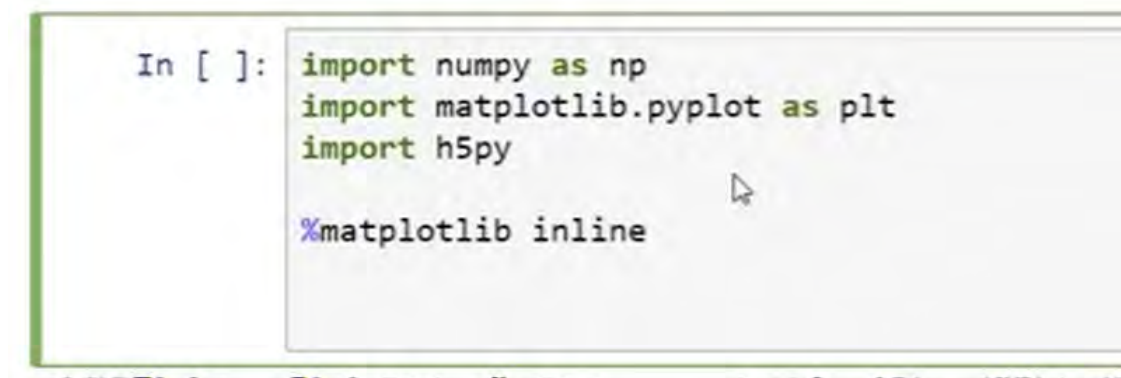 In [ ]: import numpy as np
import matplotlib.pyplot as plt
import h5py
%matplotlib inline